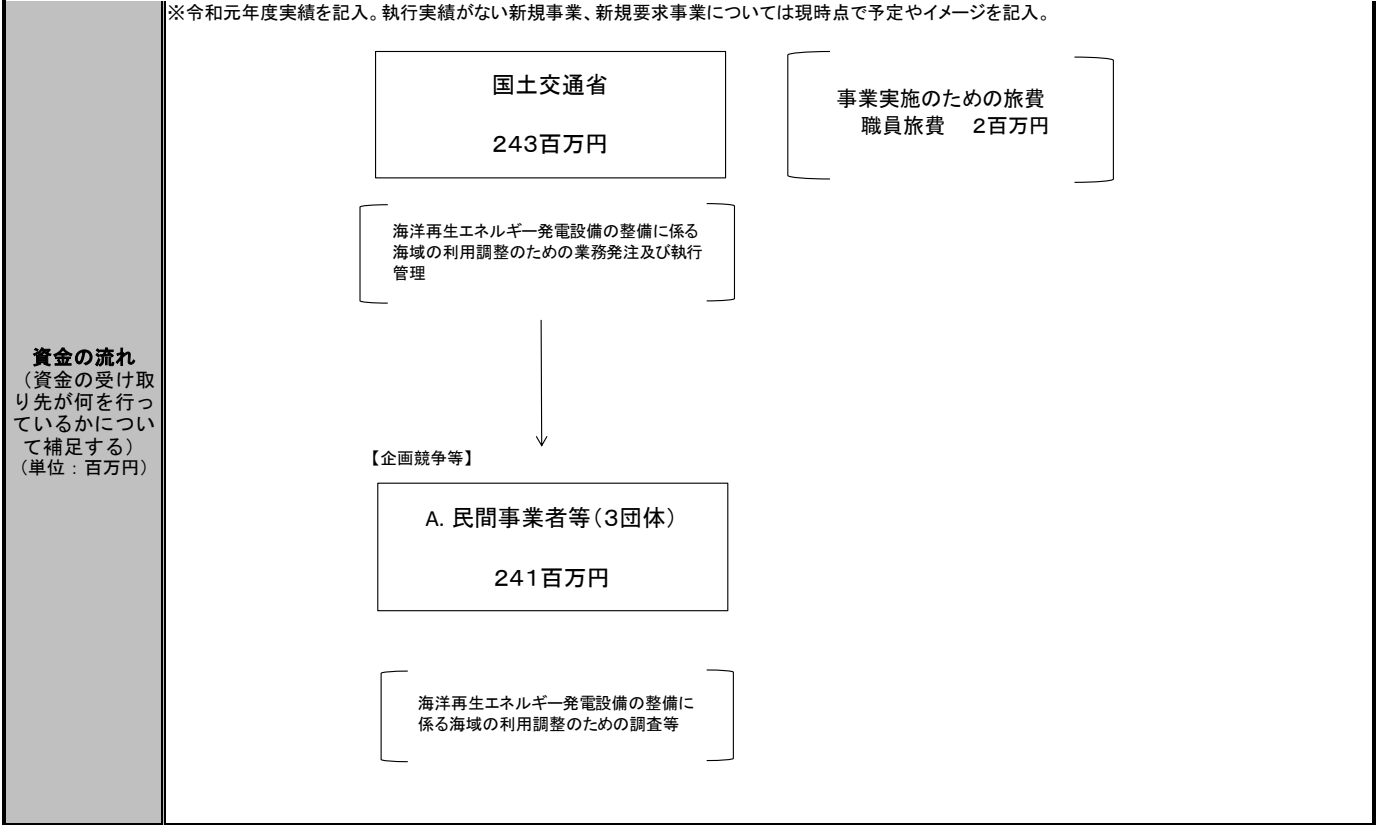 ※令和元年度実績を記入。執行実績がない新規事業、新規要求事業については現時点で予定やイメージを記入。
国土交通省
243百万円
事業実施のための旅費
職員旅費　2百万円
海洋再生エネルギー発電設備の整備に係る
海域の利用調整のための業務発注及び執行
管理
資金の流れ
（資金の受け取
り先が何を行っ
ているかについ
て補足する）
（単位：百万円）
【企画競争等】
A. 民間事業者等（3団体）
241百万円
海洋再生エネルギー発電設備の整備に
係る海域の利用調整のための調査等